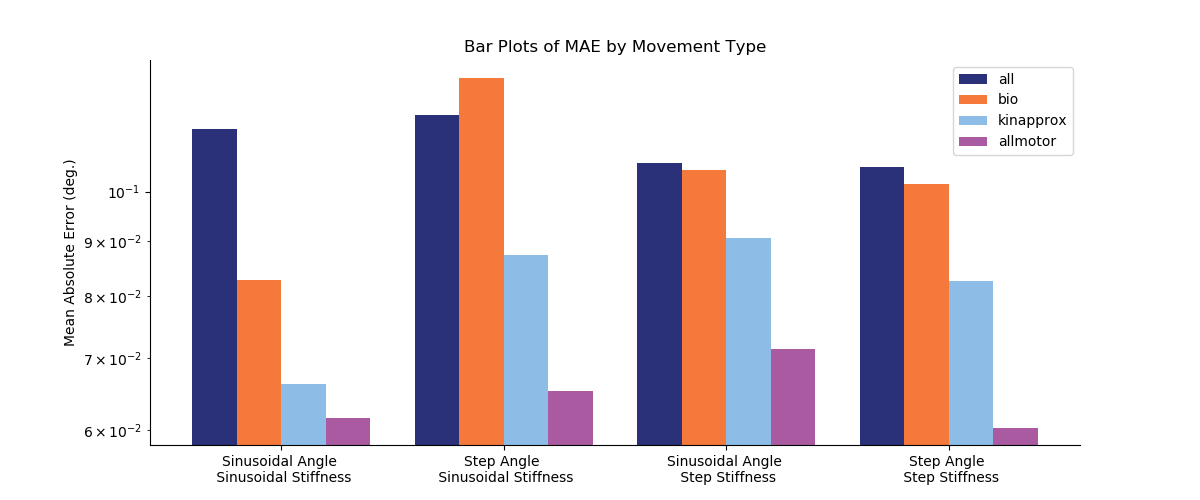 Bar Plots of MAE by Movement Type
all
bio
kinapprox
allmotor
Mean Absolute Error (deg.)
10⁻¹
9 × 10⁻²
8 × 10⁻²
7 × 10⁻²
6 × 10⁻²
Sinusoidal Angle
Sinusoidal Stiffness
Step Angle
Sinusoidal Stiffness
Sinusoidal Angle
Step Stiffness
Step Angle
Step Stiffness